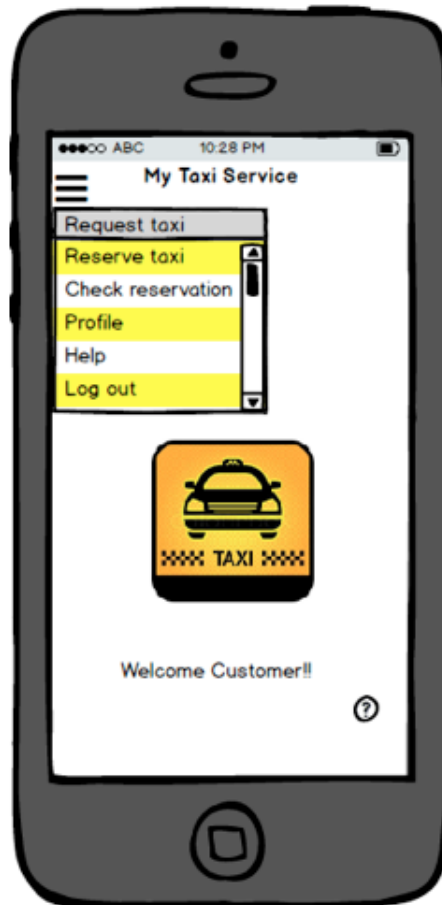 ABC 10:28 PM
My Taxi Service
Request taxi
Reserve taxi
Check reservation
Profile
Help
Log out
TAXI
Welcome Customer!!
?